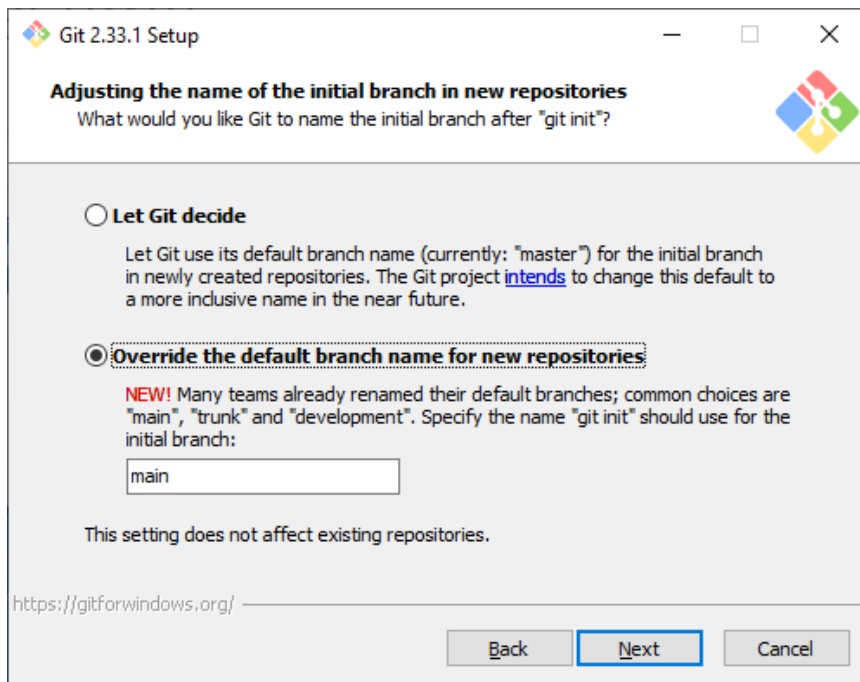 Git 2.33.1 Setup
Adjusting the name of the initial branch in new repositories
What would you like Git to name the initial branch after "git init"?
Let Git decide
Let Git use its default branch name (currently: "master") for the initial branch
in newly created repositories. The Git project intends to change this default to
a more inclusive name in the near future.
Override the default branch name for new repositories
NEW! Many teams already renamed their default branches; common choices are
"main", "trunk" and "development". Specify the name "git init" should use for the
initial branch:
main
This setting does not affect existing repositories.
https://gitforwindows.org/
Back
Next
Cancel